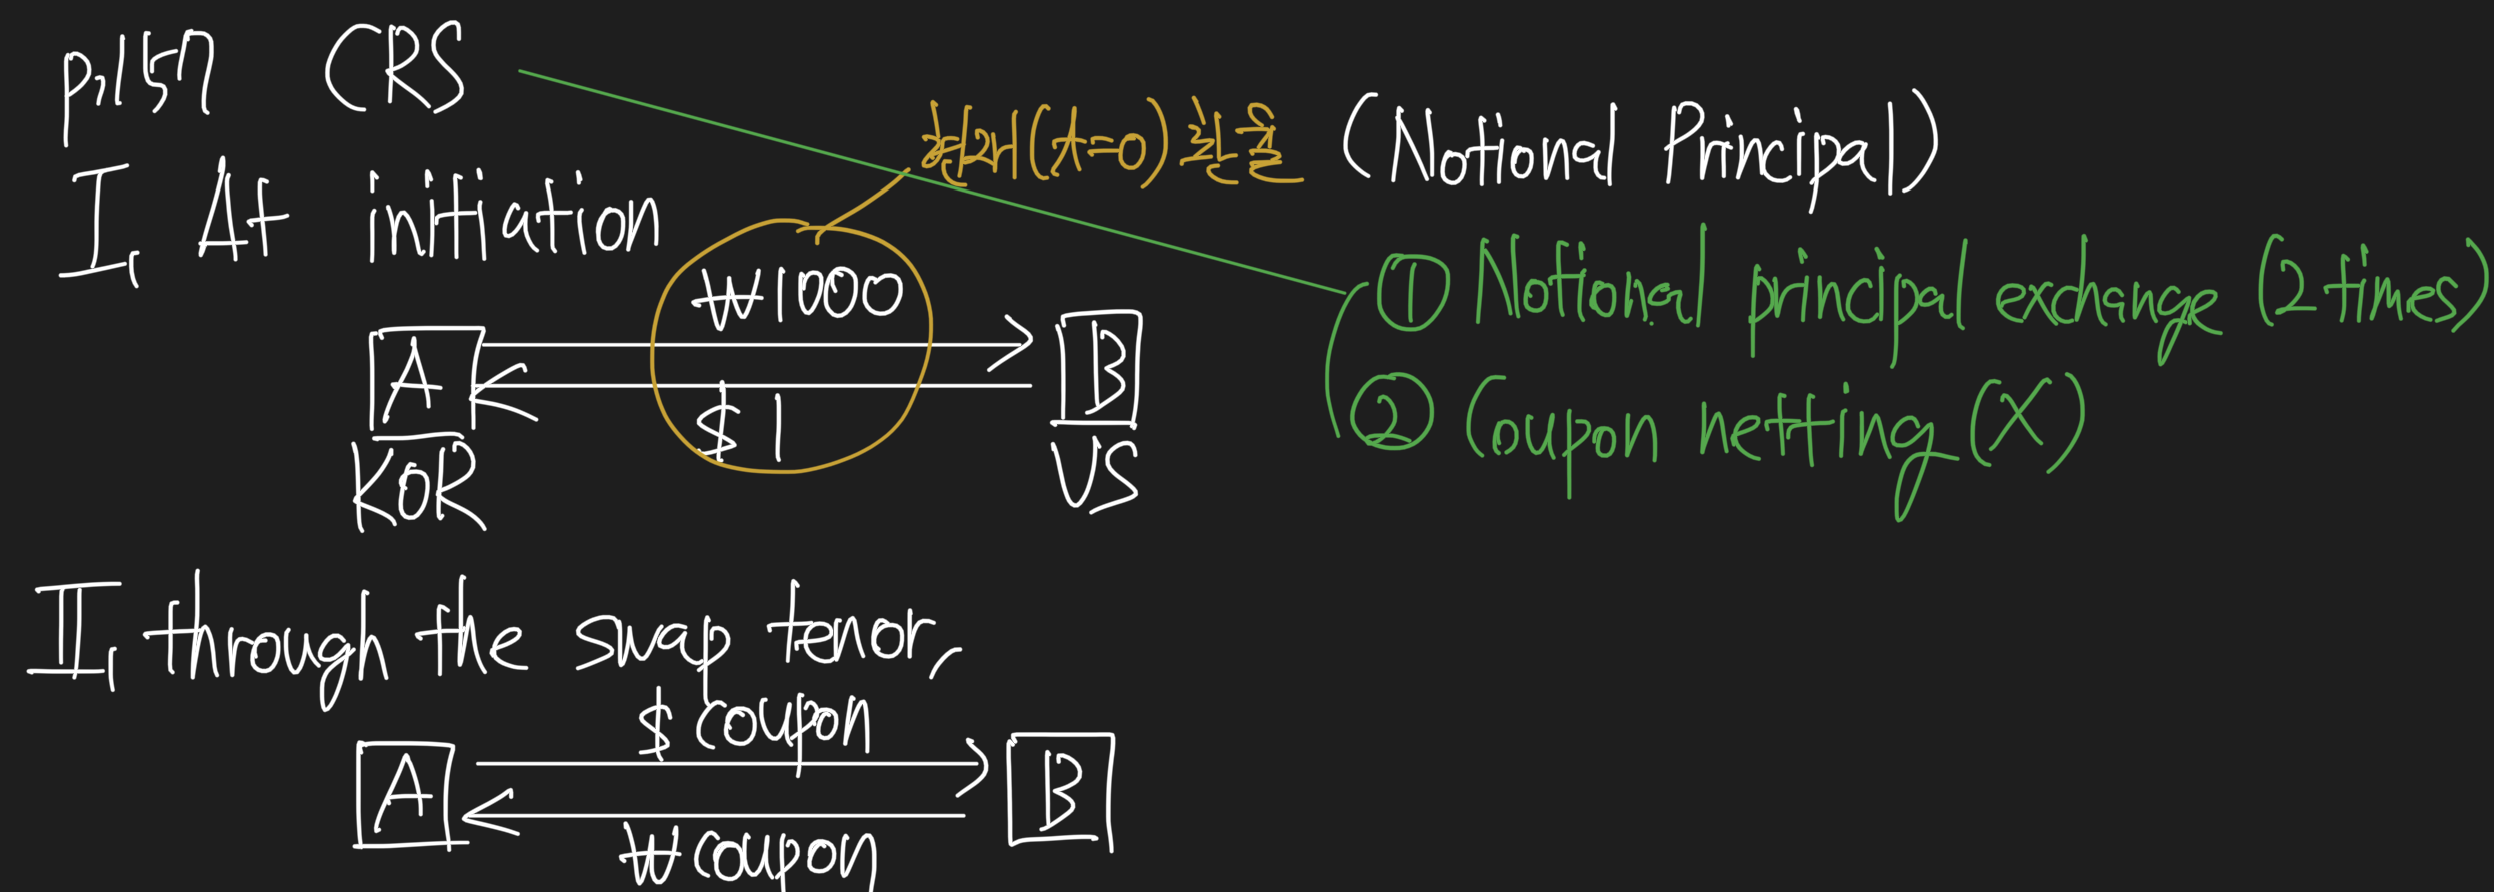 p.157 CRS
현재(t=0) 환율
(Notional Principal)
I, At initiation
₩1000
A
B
$ 1
KOR
US
① Notional principal exchange (2 times)
② Coupon netting (X)
II, through the swap tenor,
$ coupon
A
B
₩ coupon